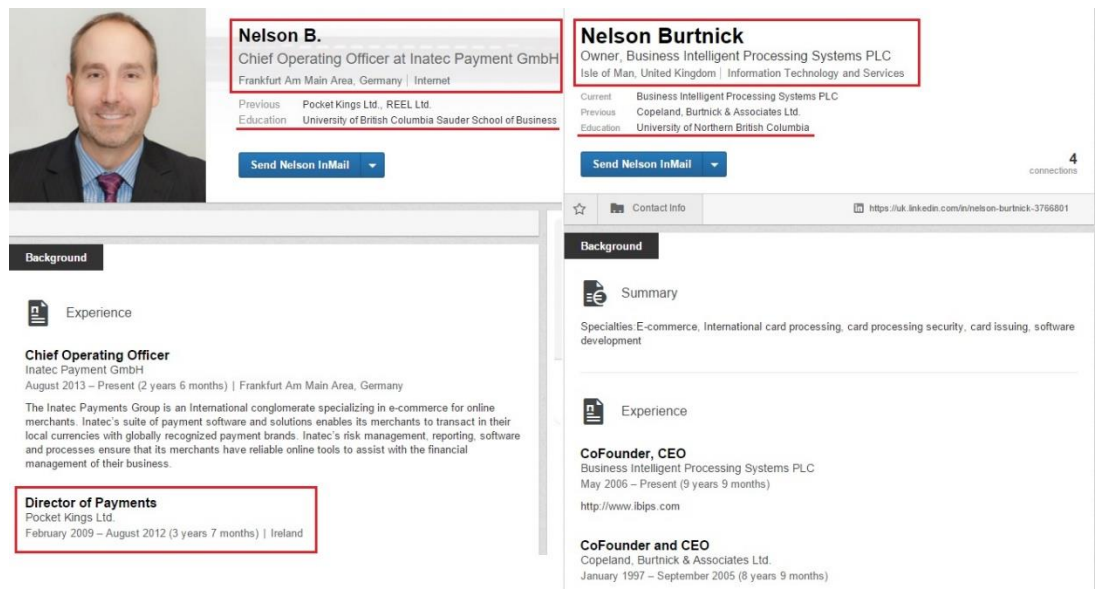 Nelson B.
Chief Operating Officer at Inatec Payment GmbH
Frankfurt Am Main Area, Germany | Internet
Previous Pocket Kings Ltd., REEL Ltd.
Education University of British Columbia Sauder School of Business
Send Nelson InMail
Background
Experience
Chief Operating Officer
Inatec Payment GmbH
August 2013 – Present (2 years 6 months) | Frankfurt Am Main Area, Germany
The Inatec Payments Group is an International conglomerate specializing in e-commerce for online
merchants. Inatec's suite of payment software and solutions enables its merchants to transact in their
local currencies with globally recognized payment brands. Inatec's risk management, reporting, software
and processes ensure that its merchants have reliable online tools to assist with the financial
management of their business.
Director of Payments
Pocket Kings Ltd.
February 2009 – August 2012 (3 years 7 months) | Ireland
Nelson Burtnick
Owner, Business Intelligent Processing Systems PLC
Isle of Man, United Kingdom | Information Technology and Services
Current Business Intelligent Processing Systems PLC
Previous Copeland, Burtnick & Associates Ltd.
Education University of Northern British Columbia
Send Nelson InMail
4
connections
Contact Info
https://uk.linkedin.com/in/nelson-burtnick-3766801
Background
Summary
Specialties:E-commerce, International card processing, card processing security, card issuing, software
development
Experience
CoFounder, CEO
Business Intelligent Processing Systems PLC
May 2006 – Present (9 years 9 months)
http://www.ibips.com
CoFounder and CEO
Copeland, Burtnick & Associates Ltd.
January 1997 – September 2005 (8 years 9 months)